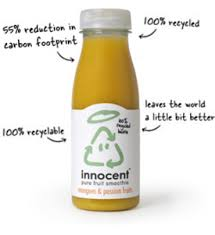 55% reduction in
carbon footprint
100% recycled
100% recyclable
leaves the world
a little bit better
innocent
pure fruit smoothie
mangoes & passion fruits